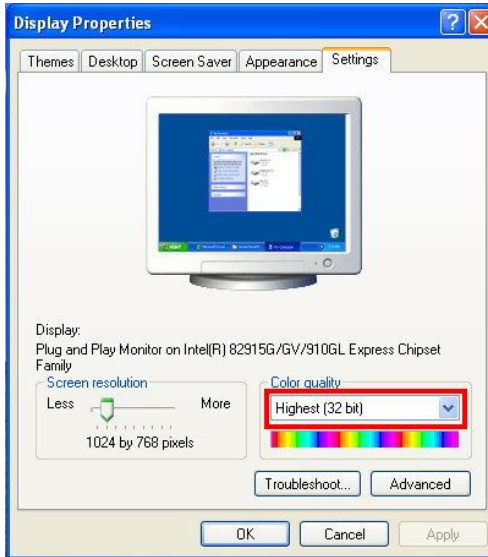 Display Properties
Themes Desktop Screen Saver Appearance Settings
start
Display:
Plug and Play Monitor on Intel(R) 82915G/GV/910GL Express Chipset
Family
Screen resolution
Less More
1024 by 768 pixels
Color quality
Highest (32 bit)
Troubleshoot... Advanced
OK Cancel Apply